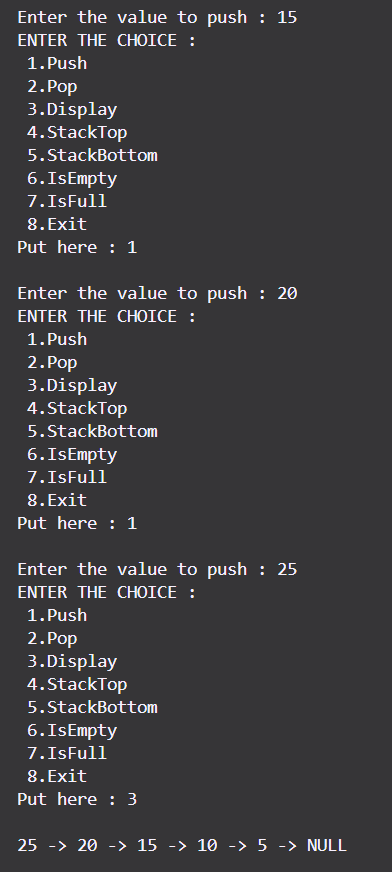 Enter the value to push : 15
ENTER THE CHOICE :
1.Push
2.Pop
3.Display
4.StackTop
5.StackBottom
6.IsEmpty
7.IsFull
8.Exit
Put here : 1
Enter the value to push : 20
ENTER THE CHOICE :
1.Push
2.Pop
3.Display
4.StackTop
5.StackBottom
6.IsEmpty
7.IsFull
8.Exit
Put here : 1
Enter the value to push : 25
ENTER THE CHOICE :
1.Push
2.Pop
3.Display
4.StackTop
5.StackBottom
6.IsEmpty
7.IsFull
8.Exit
Put here : 3
25 -> 20 -> 15 -> 10 -> 5 -> NULL